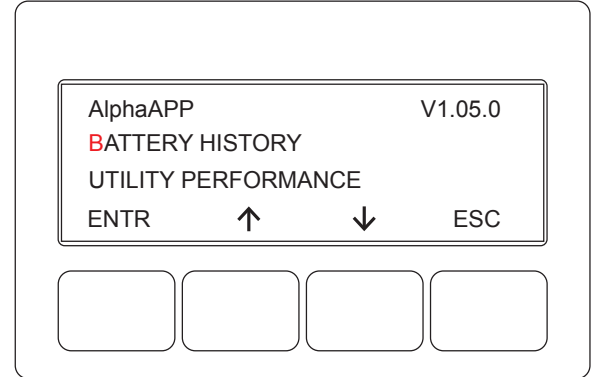 AlphaAPP V1.05.0
BATTERY HISTORY
UTILITY PERFORMANCE
ENTR ↑ ↓ ESC